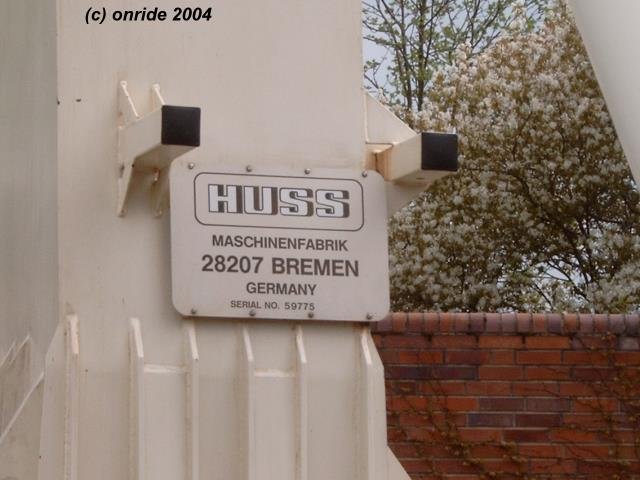 (c) onride 2004
HUSS
MASCHINENFABRIK
28207 BREMEN
GERMANY
SERIAL NO. 59775